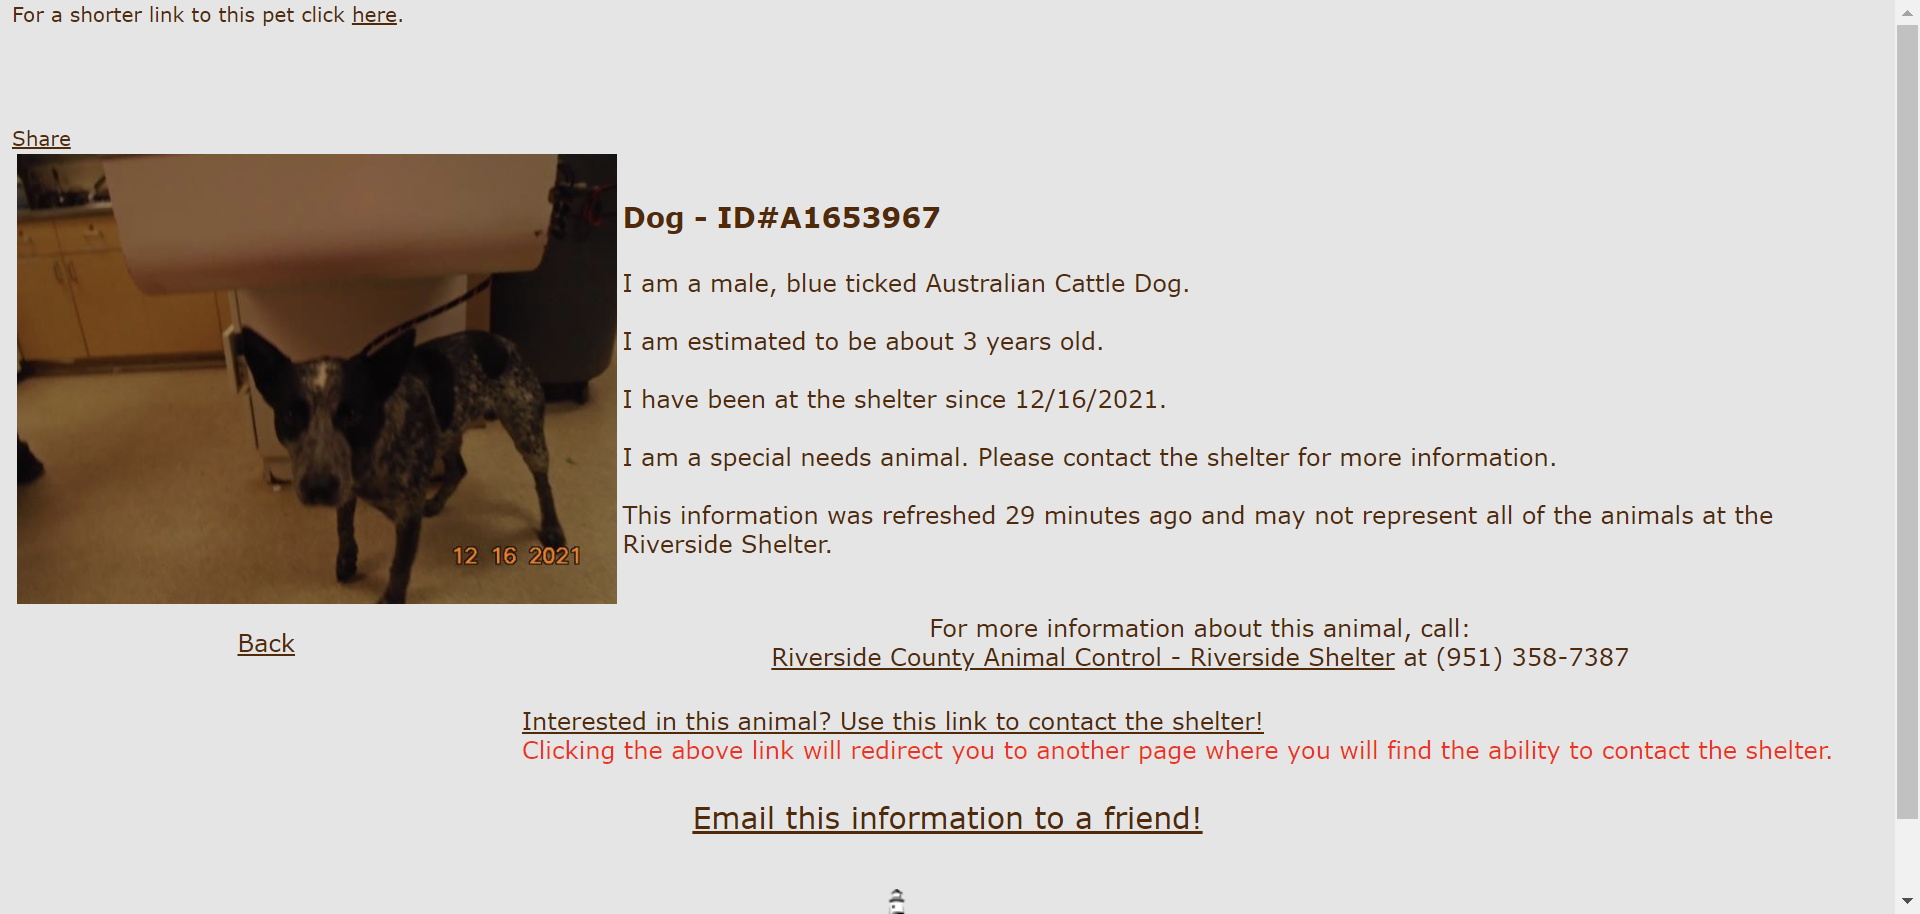 For a shorter link to this pet click here.
Share
Dog - ID#A1653967
I am a male, blue ticked Australian Cattle Dog.
I am estimated to be about 3 years old.
I have been at the shelter since 12/16/2021.
I am a special needs animal. Please contact the shelter for more information.
This information was refreshed 29 minutes ago and may not represent all of the animals at the
Riverside Shelter.
12 16 2021
Back
For more information about this animal, call:
Riverside County Animal Control - Riverside Shelter at (951) 358-7387
Interested in this animal? Use this link to contact the shelter!
Clicking the above link will redirect you to another page where you will find the ability to contact the shelter.
Email this information to a friend!